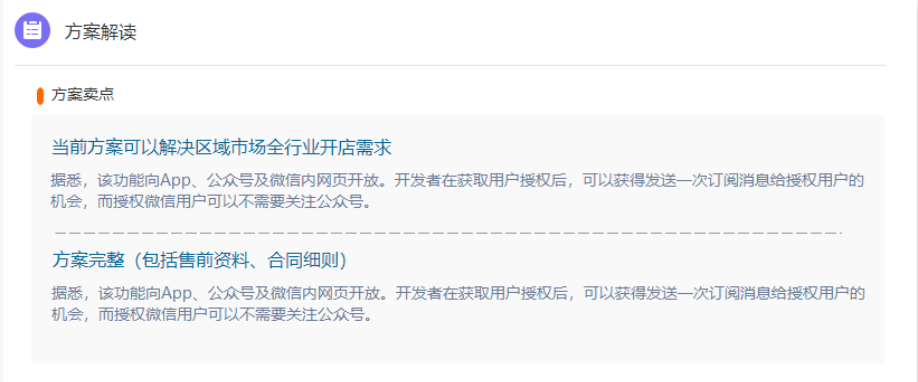 方案解读
方案卖点
当前方案可以解决区域市场全行业开店需求
据悉，该功能向App、公众号及微信内网页开放。开发者在获取用户授权后，可以获得发送一次订阅消息给授权用户的
机会，而授权微信用户可以不需要关注公众号。
方案完整（包括售前资料、合同细则）
据悉，该功能向App、公众号及微信内网页开放。开发者在获取用户授权后，可以获得发送一次订阅消息给授权用户的
机会，而授权微信用户可以不需要关注公众号。